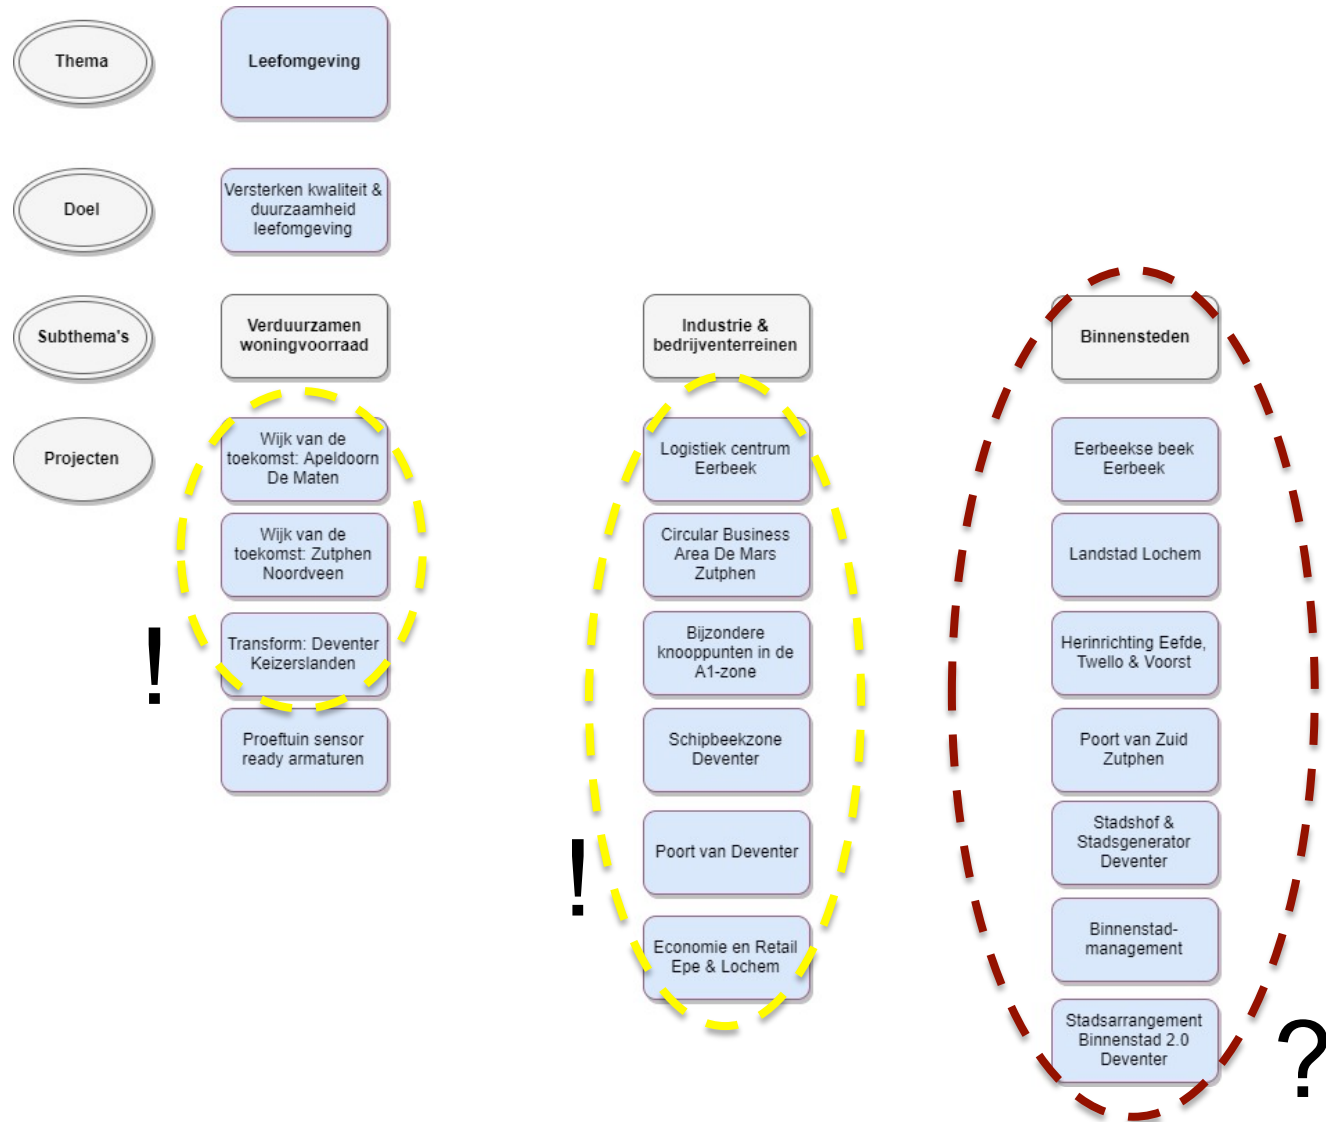 Thema
Leefomgeving
Doel
Versterken kwaliteit &
duurzaamheid
leefomgeving
Subthema's
Verduurzamen
woningvoorraad
Industrie &
bedrijventerreinen
Binnensteden
Projecten
Wijk van de
toekomst: Apeldoorn
De Maten
Wijk van de
toekomst: Zutphen
Noordveen
Transform: Deventer
Keizerslanden
!
Proeftuin sensor
ready armaturen
Logistiek centrum
Eerbeek
Circular Business
Area De Mars
Zutphen
Bijzondere
knooppunten in de
A1-zone
Schipbeekzone
Deventer
Poort van Deventer
!
Economie en Retail
Epe & Lochem
Eerbeekse beek
Eerbeek
Landstad Lochem
Herinrichting Eefde,
Twello & Voorst
Poort van Zuid
Zutphen
Stadshof &
Stadsgenerator
Deventer
Binnenstad-
management
Stadsarrangement
Binnenstad 2.0
Deventer
?